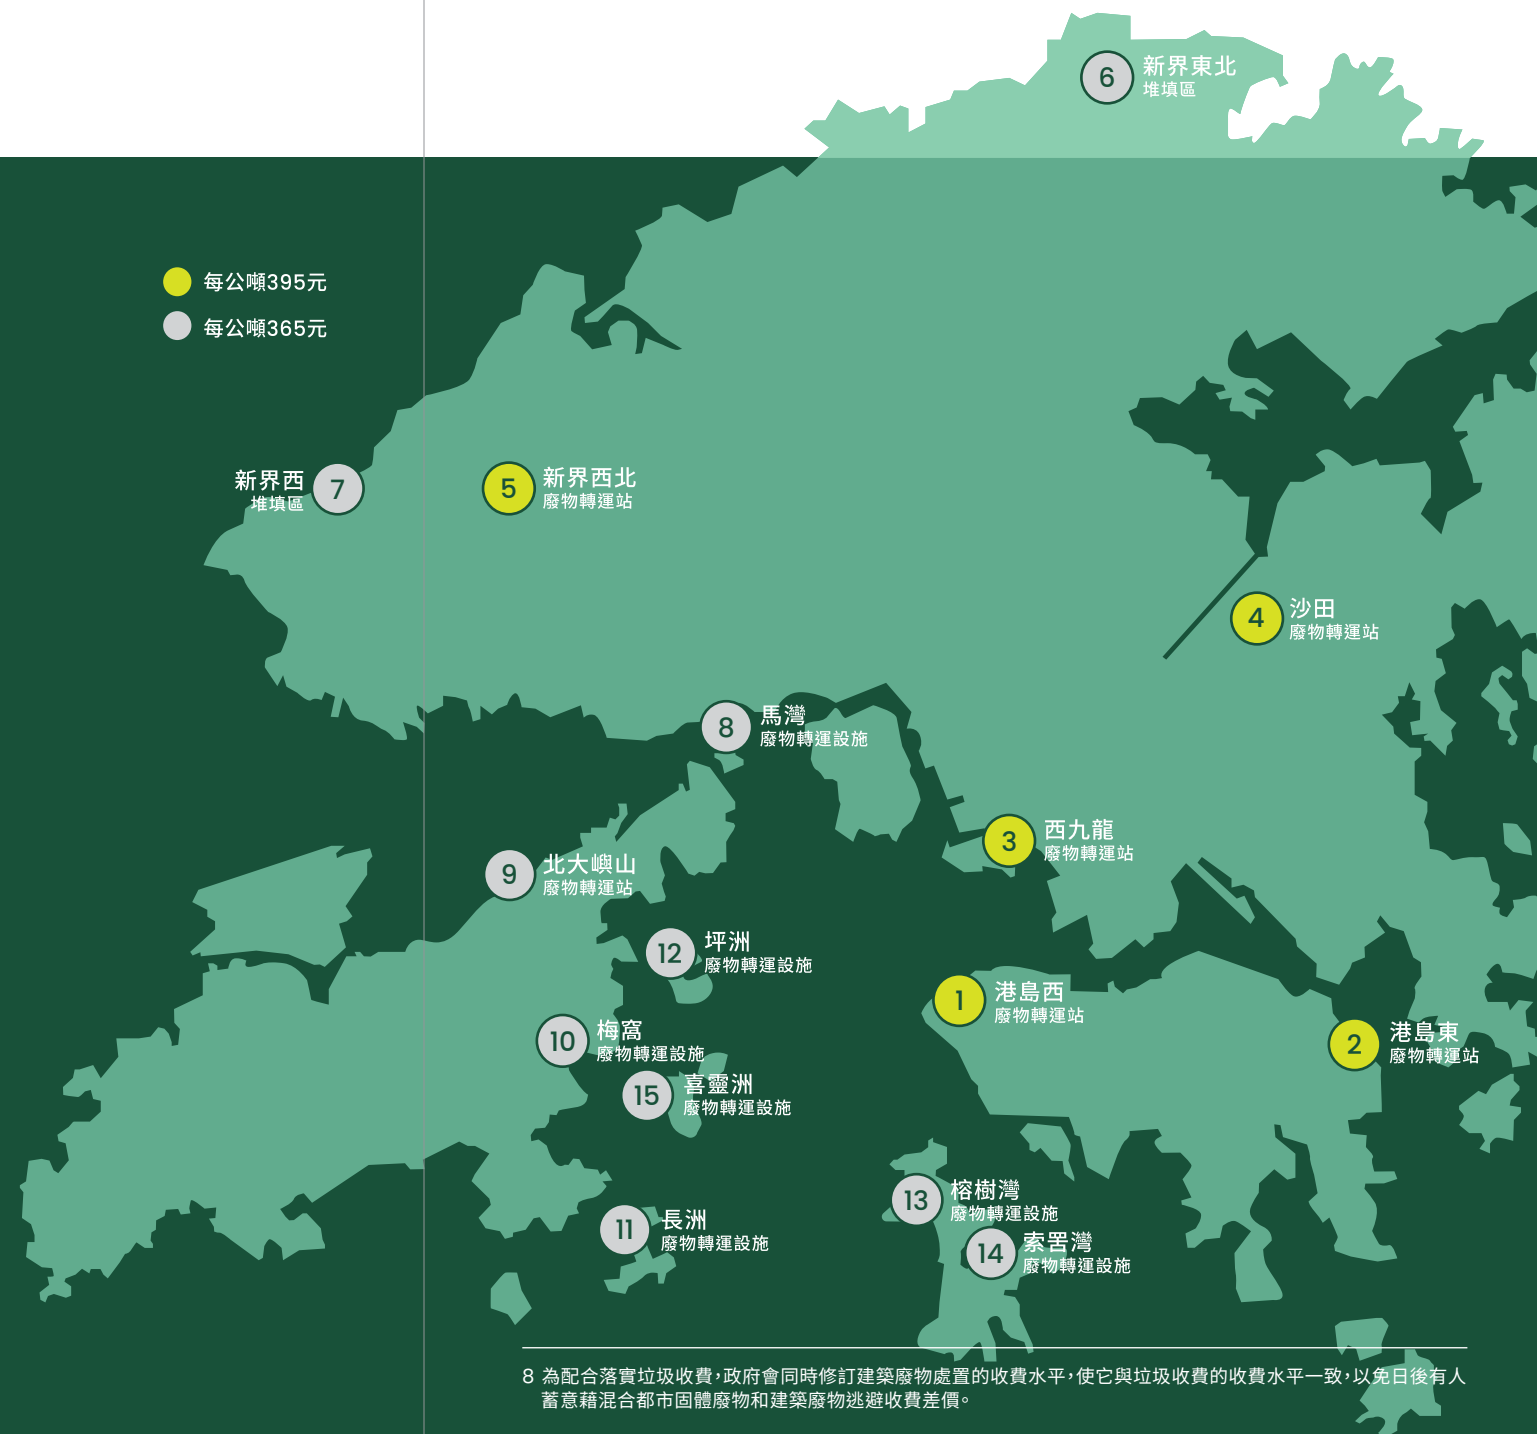 6
新界東北
堆填區
每公噸395元
每公噸365元
新界西
堆填區
7
5
新界西北
廢物轉運站
4
沙田
廢物轉運站
8
馬灣
廢物轉運設施
3
西九龍
廢物轉運站
9
北大嶼山
廢物轉運站
12
坪洲
廢物轉運設施
1
港島西
廢物轉運站
10
梅窩
廢物轉運設施
2
港島東
廢物轉運站
15
喜靈洲
廢物轉運設施
13
榕樹灣
廢物轉運設施
11
長洲
廢物轉運設施
14
索罟灣
廢物轉運設施
8 為配合落實垃圾收費，政府會同時修訂建築廢物處置的收費水平，使它與垃圾收費的收費水平一致，以免日後有人
蓄意藉混合都市固體廢物和建築廢物逃避收費差價。